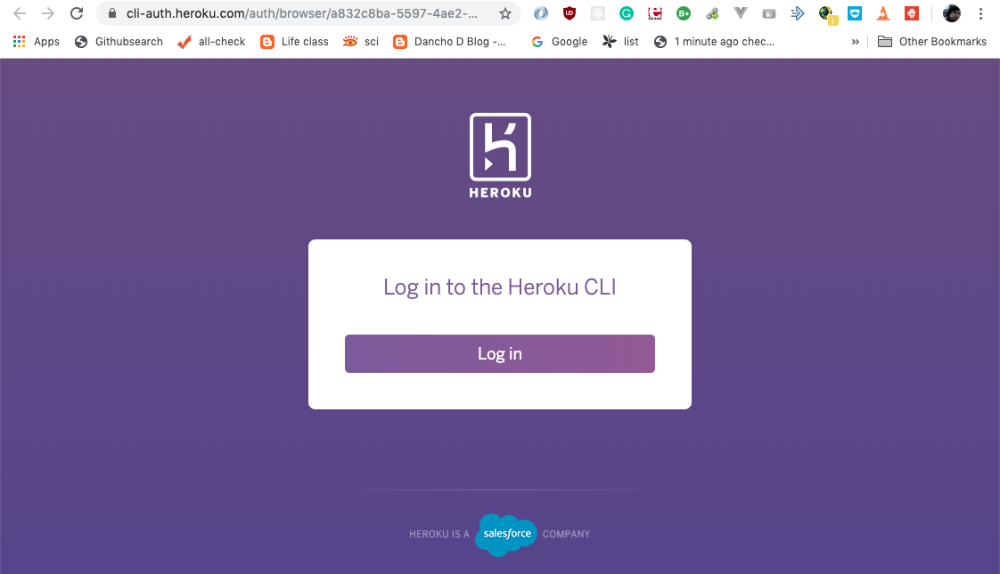 cli-auth.heroku.com/auth/browser/a832c8ba-5597-4ae2-...
Apps Githubsearch all-check Life class sci Dancho D Blog -... Google list 1 minute ago chec... » Other Bookmarks
HEROKU
Log in to the Heroku CLI
Log in
HEROKU IS A salesforce COMPANY